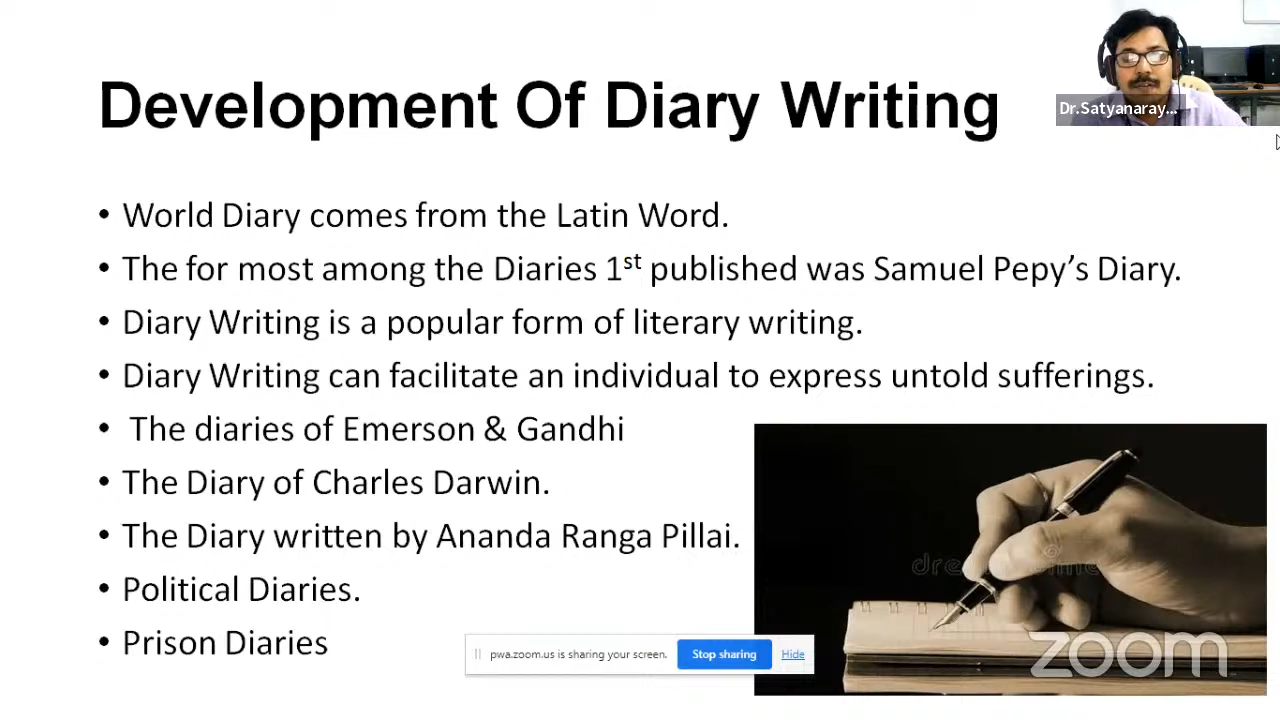 Development Of Diary Writing
Dr.Satyanaray...
• World Diary comes from the Latin Word.
• The for most among the Diaries 1st published was Samuel Pepy's Diary.
• Diary Writing is a popular form of literary writing.
• Diary Writing can facilitate an individual to express untold sufferings.
• The diaries of Emerson & Gandhi
• The Diary of Charles Darwin.
• The Diary written by Ananda Ranga Pillai.
• Political Diaries.
• Prison Diaries
pwa.zoom.us is sharing your screen. Stop sharing Hide
zoom